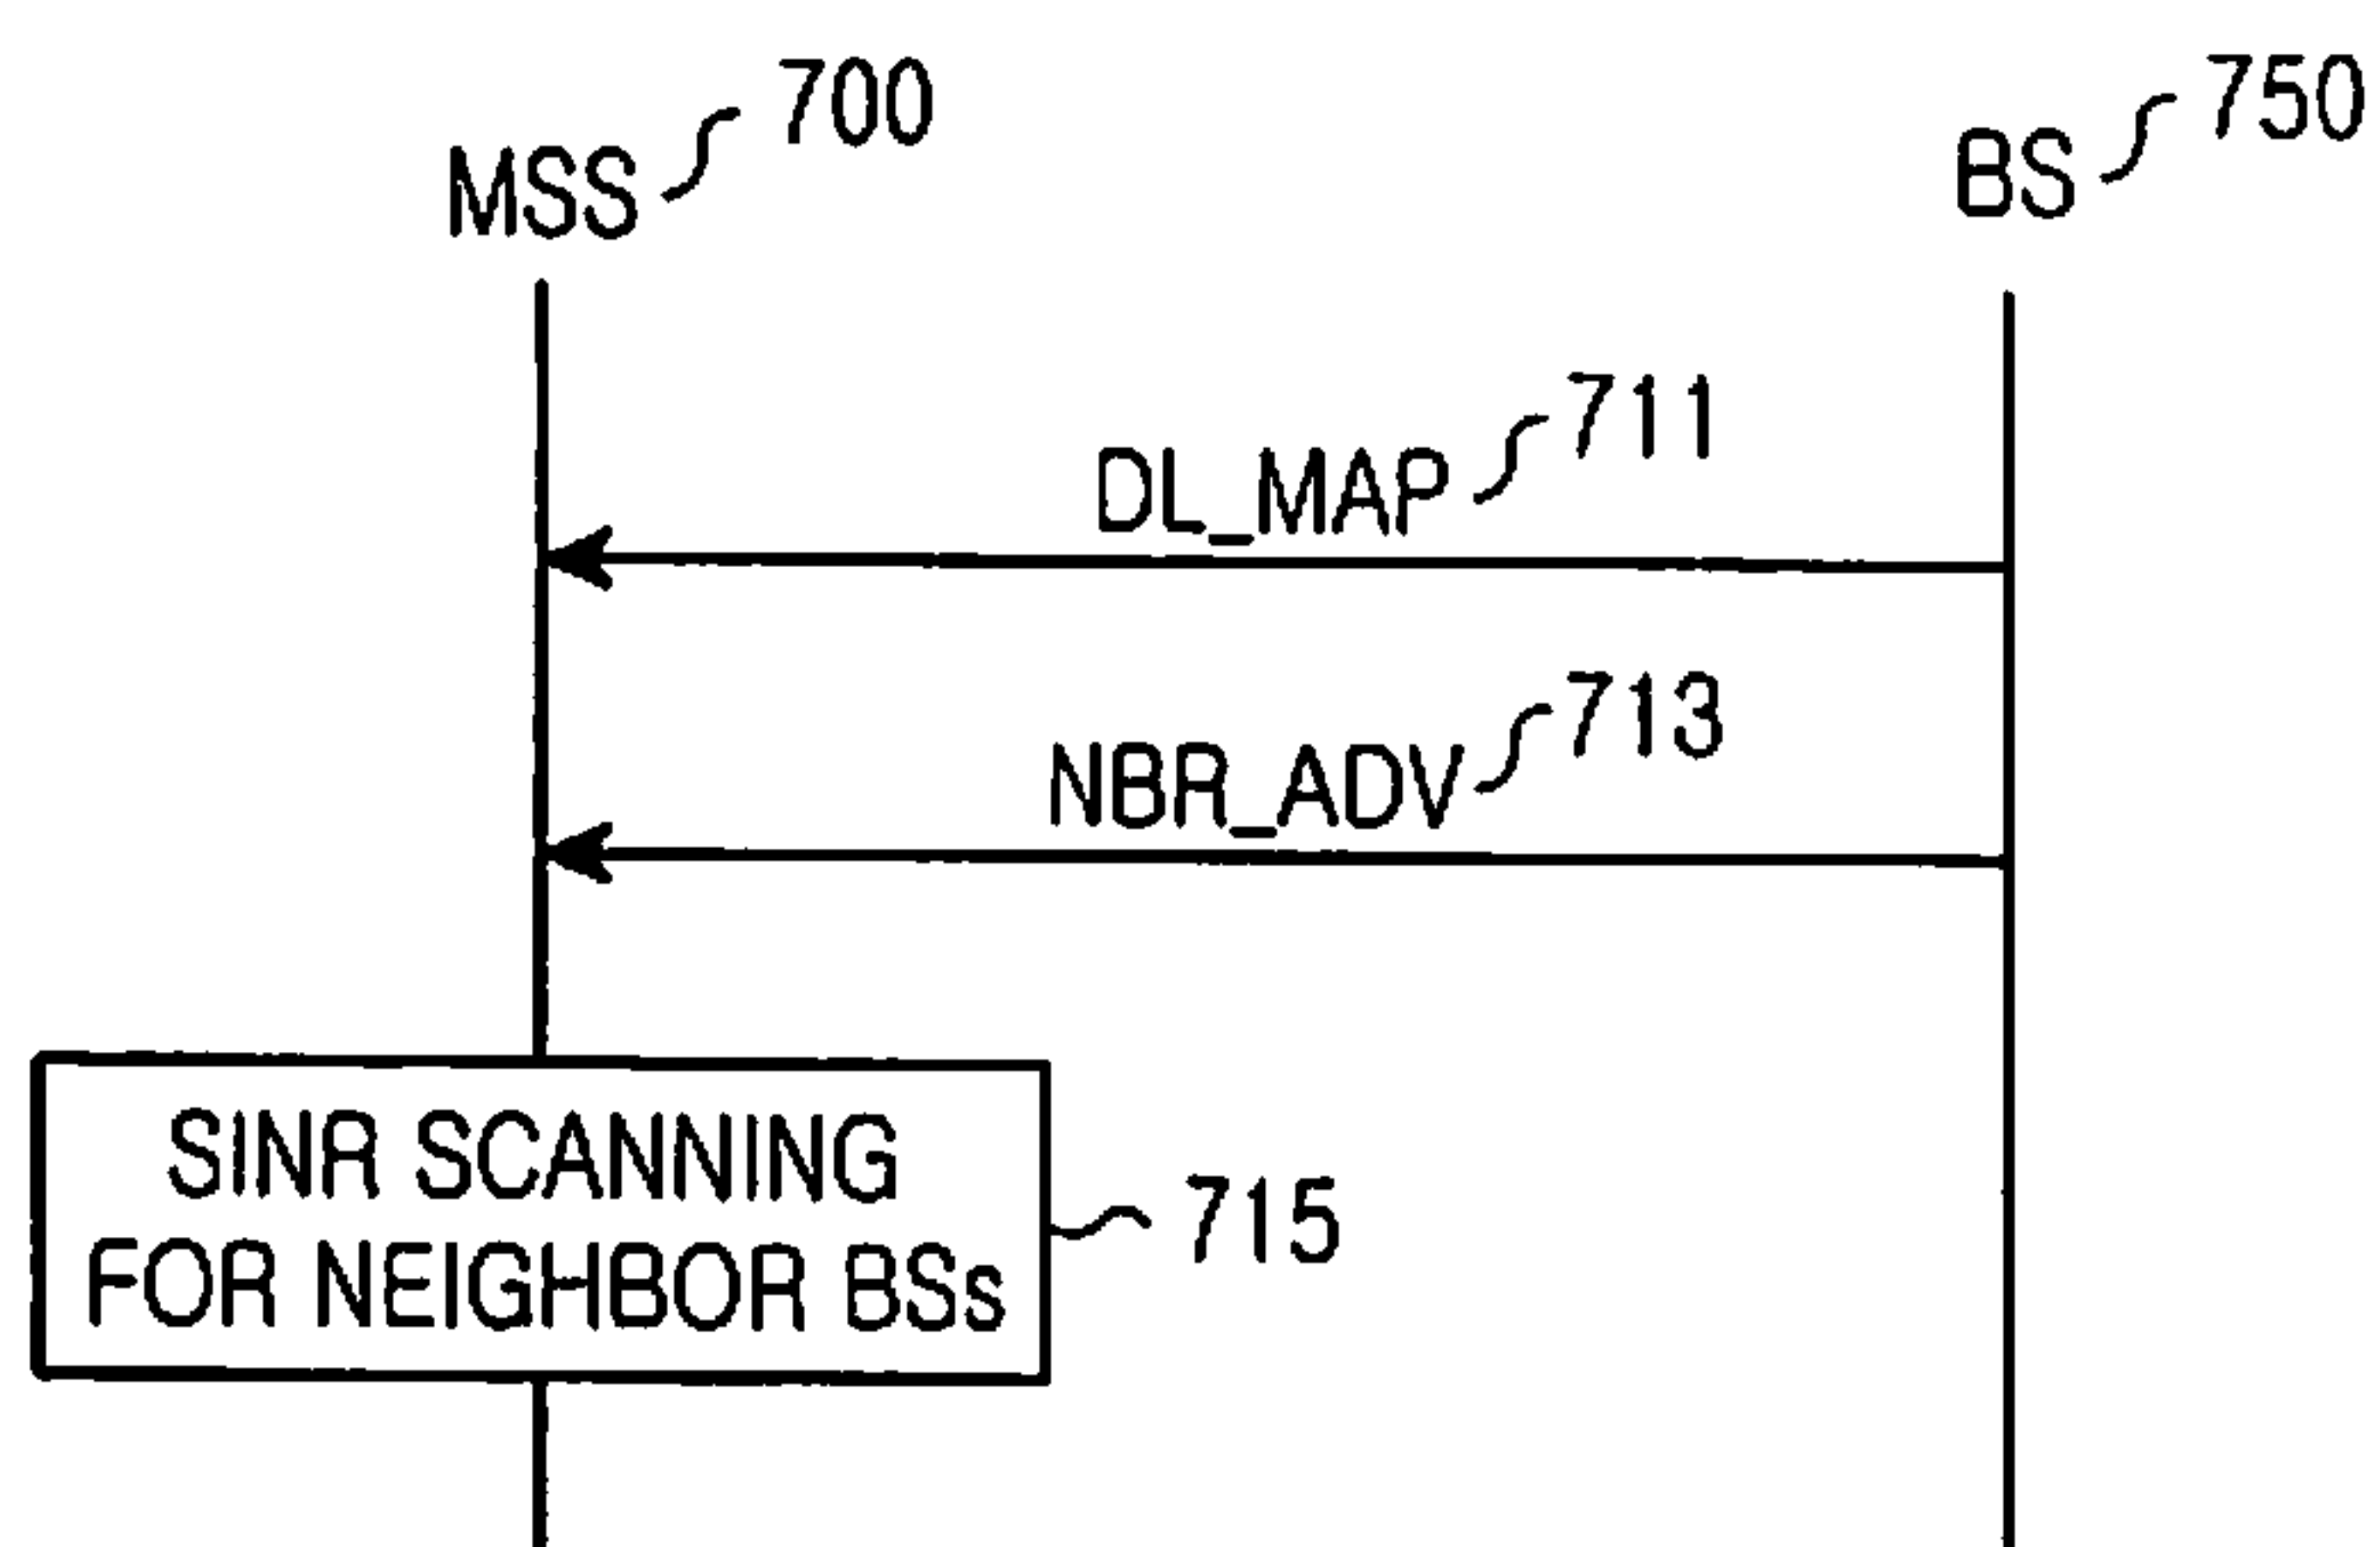 MSS 700
BS 750
DL_MAP 711
NBR_ADV 713
SINR SCANNING
FOR NEIGHBOR BSs
715